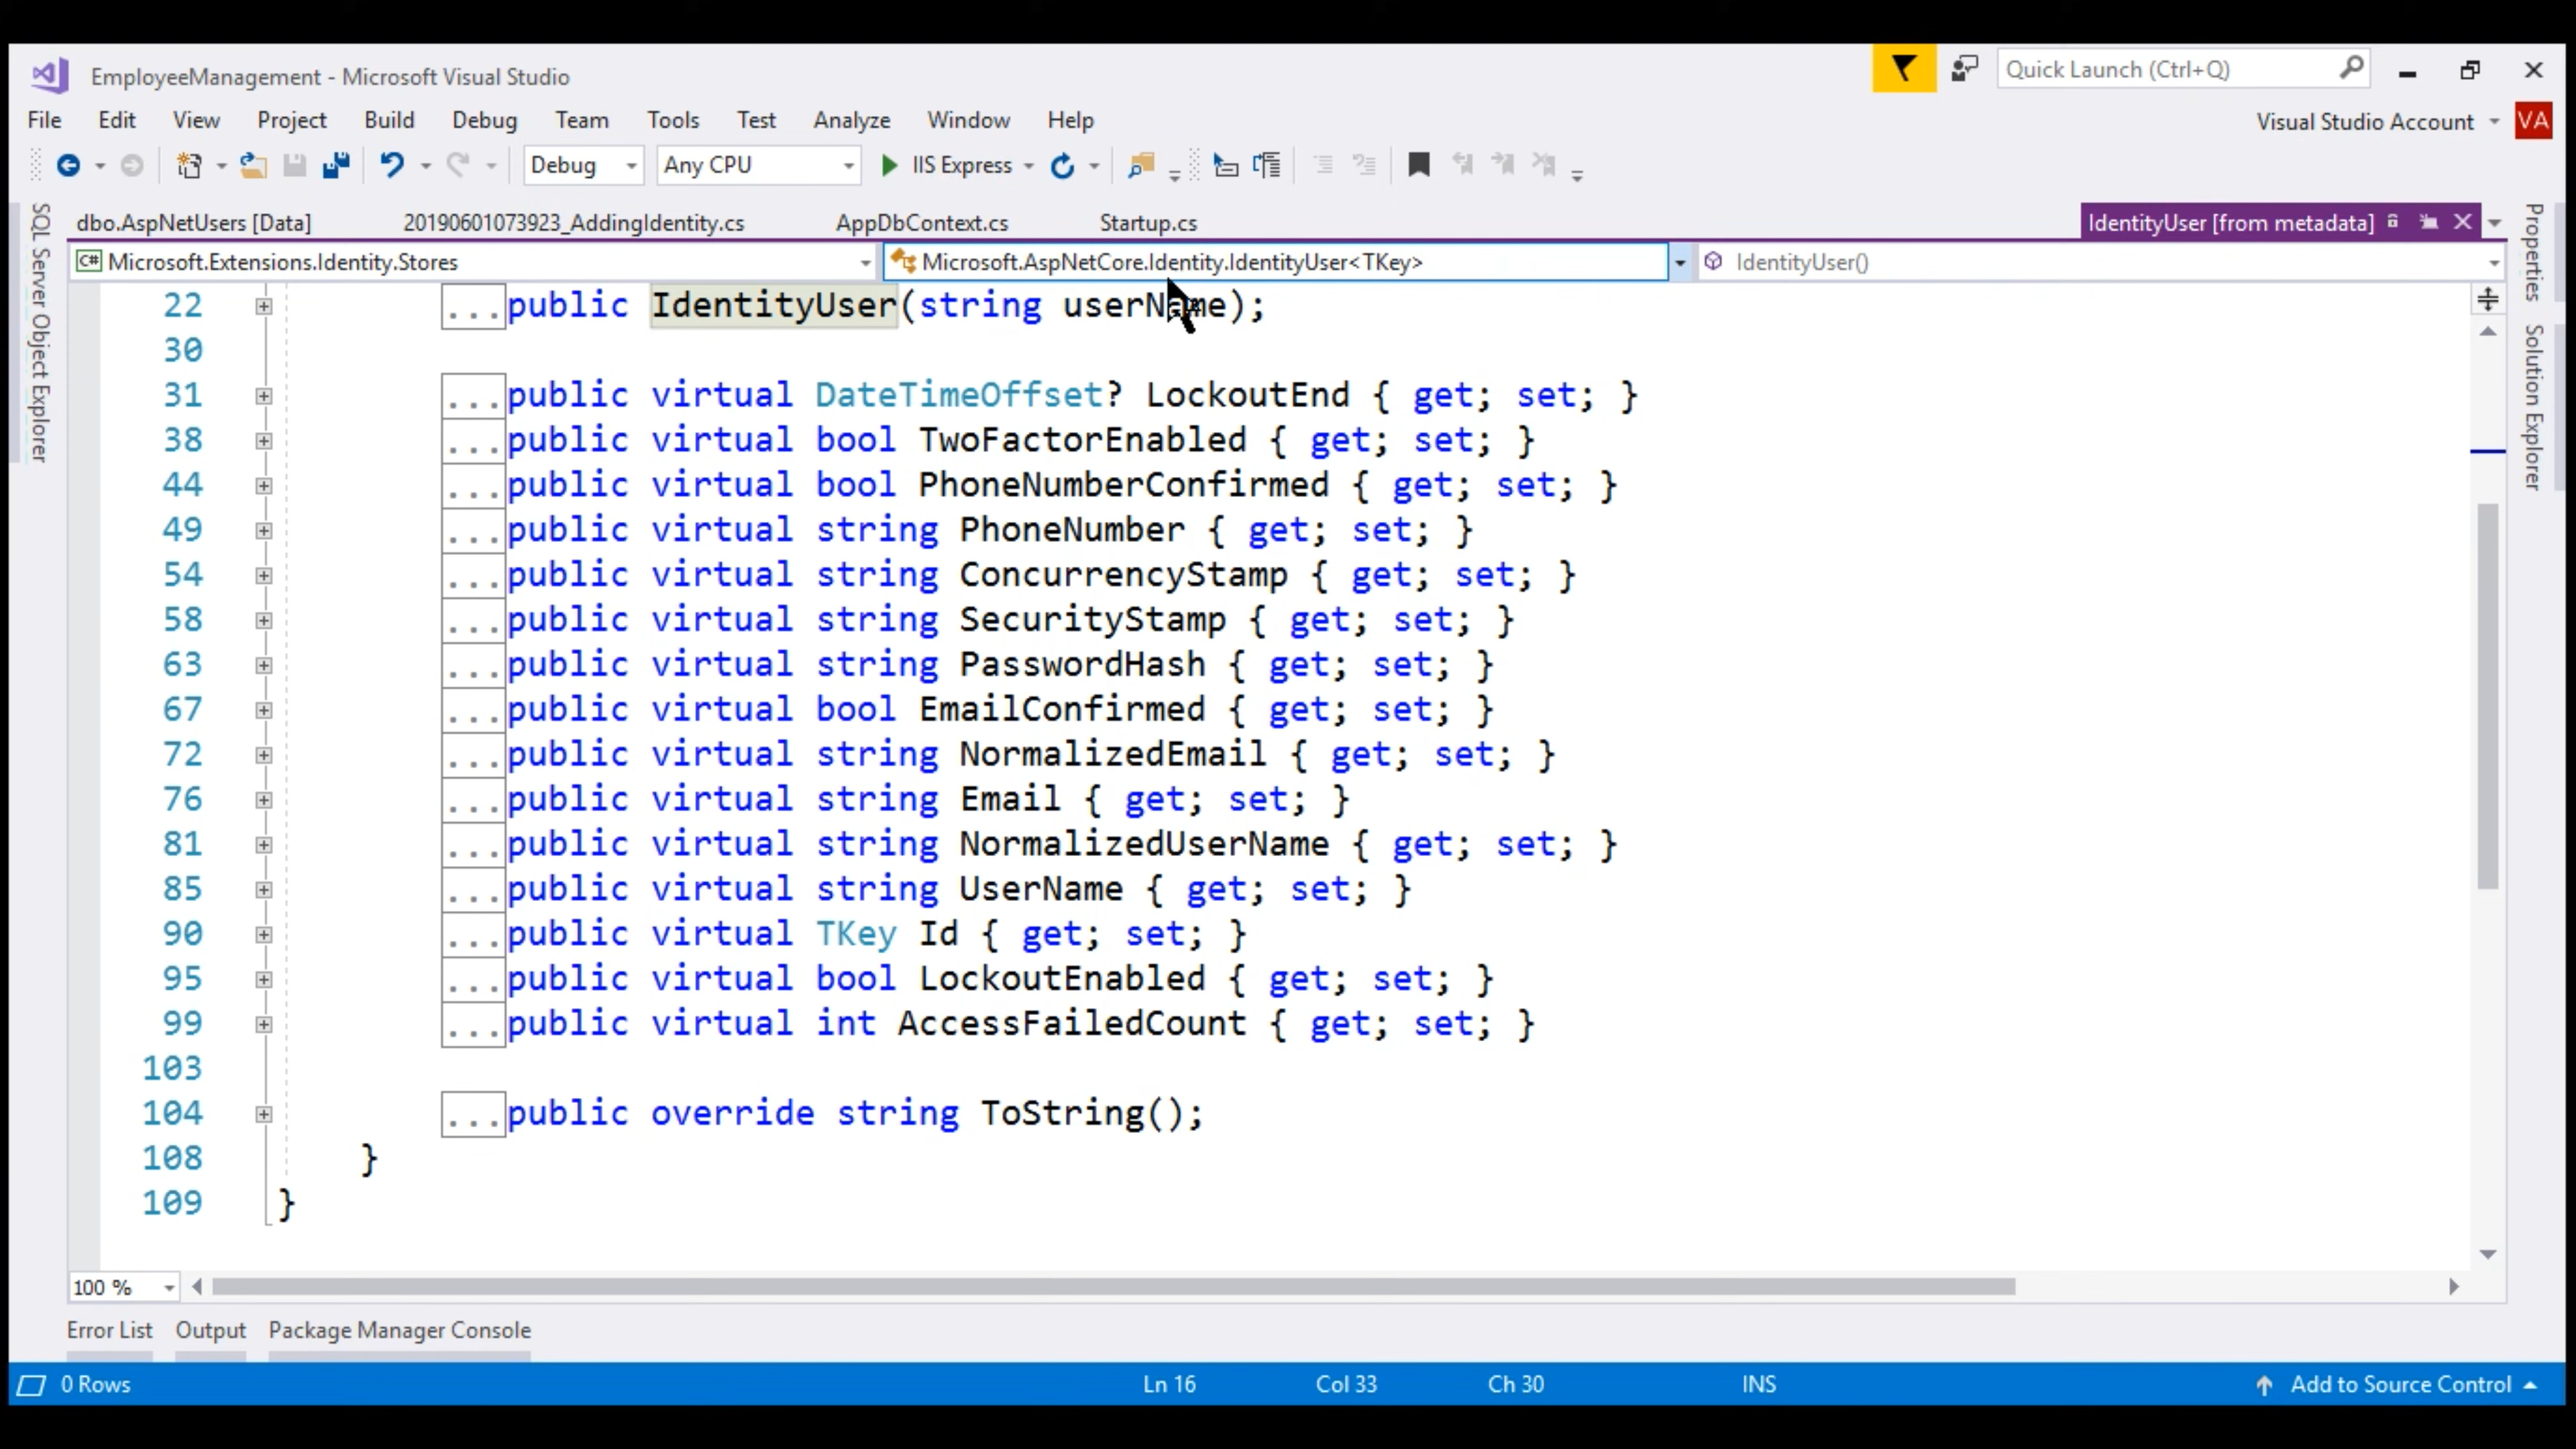 EmployeeManagement - Microsoft Visual Studio
Quick Launch (Ctrl+Q)
File Edit View Project Build Debug Team Tools Test Analyze Window Help
Visual Studio Account VA
Debug Any CPU IIS Express
dbo.AspNetUsers [Data] 20190601073923_AddingIdentity.cs AppDbContext.cs Startup.cs IdentityUser [from metadata]
C# Microsoft.Extensions.Identity.Stores Microsoft.AspNetCore.Identity.IdentityUser<TKey> IdentityUser()
SQL Server Object Explorer
Properties
Solution Explorer
22 ...public IdentityUser(string userName);
30
31 ...public virtual DateTimeOffset? LockoutEnd { get; set; }
38 ...public virtual bool TwoFactorEnabled { get; set; }
44 ...public virtual bool PhoneNumberConfirmed { get; set; }
49 ...public virtual string PhoneNumber { get; set; }
54 ...public virtual string ConcurrencyStamp { get; set; }
58 ...public virtual string SecurityStamp { get; set; }
63 ...public virtual string PasswordHash { get; set; }
67 ...public virtual bool EmailConfirmed { get; set; }
72 ...public virtual string NormalizedEmail { get; set; }
76 ...public virtual string Email { get; set; }
81 ...public virtual string NormalizedUserName { get; set; }
85 ...public virtual string UserName { get; set; }
90 ...public virtual TKey Id { get; set; }
95 ...public virtual bool LockoutEnabled { get; set; }
99 ...public virtual int AccessFailedCount { get; set; }
103
104 ...public override string ToString();
108 }
109 }
100 %
Error List Output Package Manager Console
0 Rows Ln 16 Col 33 Ch 30 INS Add to Source Control